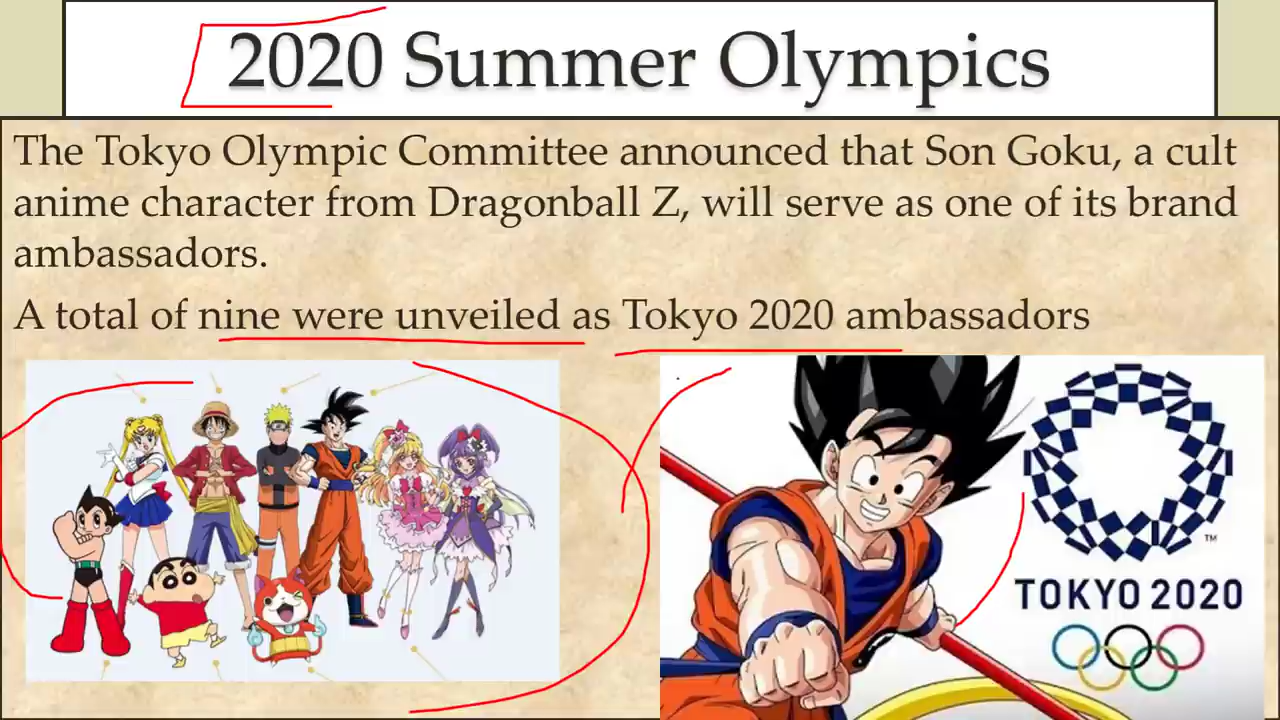 2020 Summer Olympics
The Tokyo Olympic Committee announced that Son Goku, a cult
anime character from Dragonball Z, will serve as one of its brand
ambassadors.
A total of nine were unveiled as Tokyo 2020 ambassadors
TM
TOKYO 2020